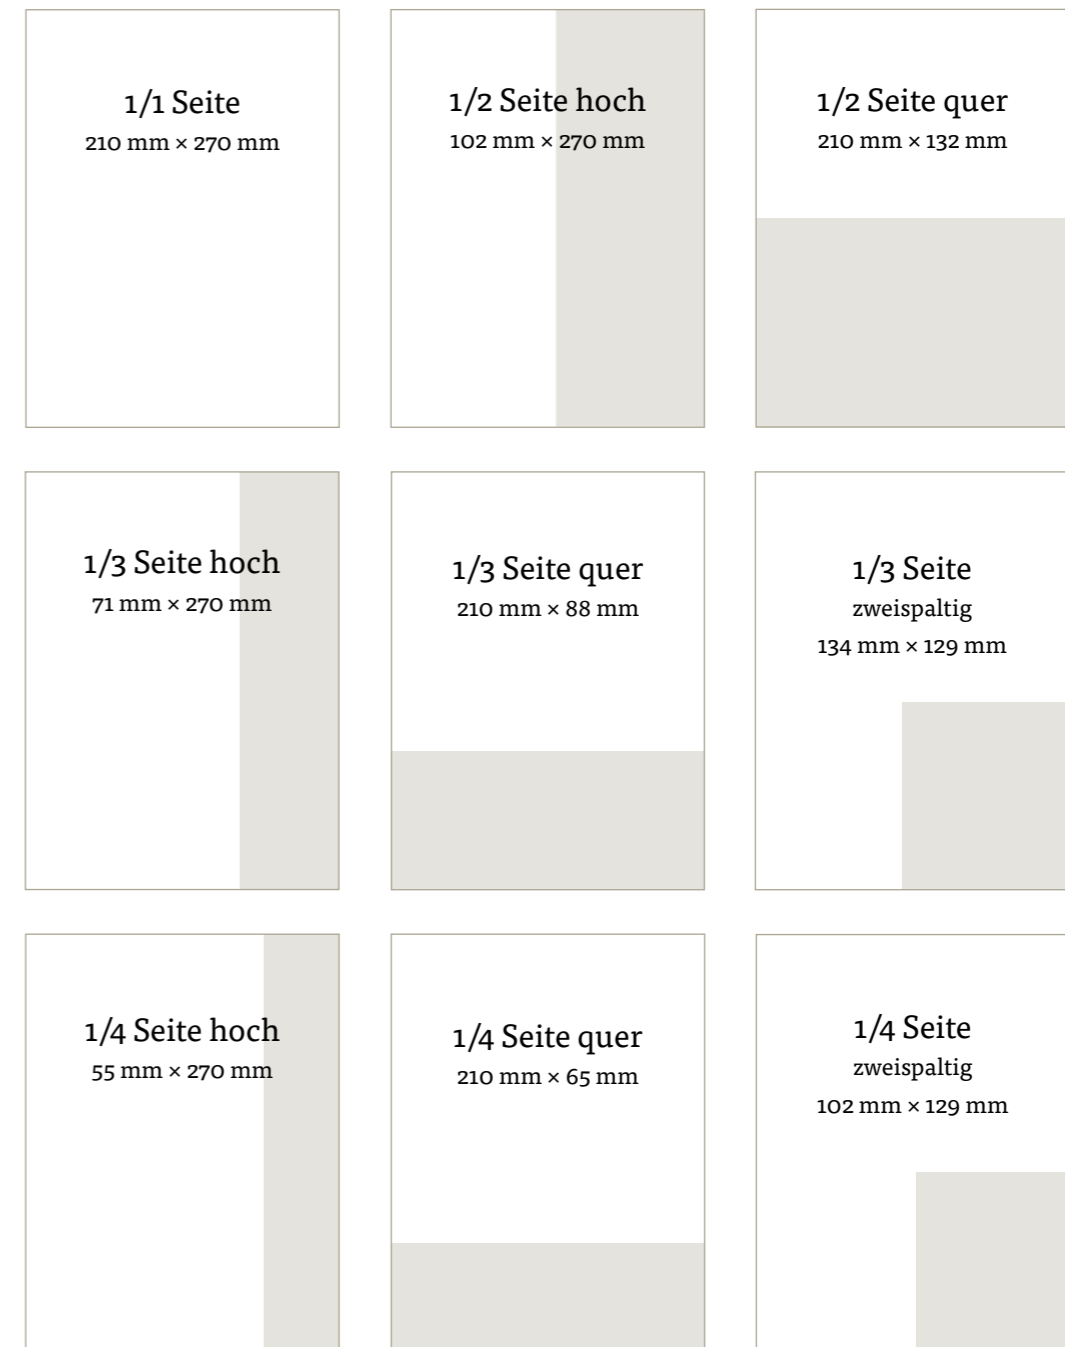 1/1 Seite
210 mm × 270 mm
1/2 Seite hoch
102 mm × 270 mm
1/2 Seite quer
210 mm × 132 mm
1/3 Seite hoch
71 mm × 270 mm
1/3 Seite quer
210 mm × 88 mm
1/3 Seite
zweispaltig
134 mm × 129 mm
1/4 Seite hoch
55 mm × 270 mm
1/4 Seite quer
210 mm × 65 mm
1/4 Seite
zweispaltig
102 mm × 129 mm